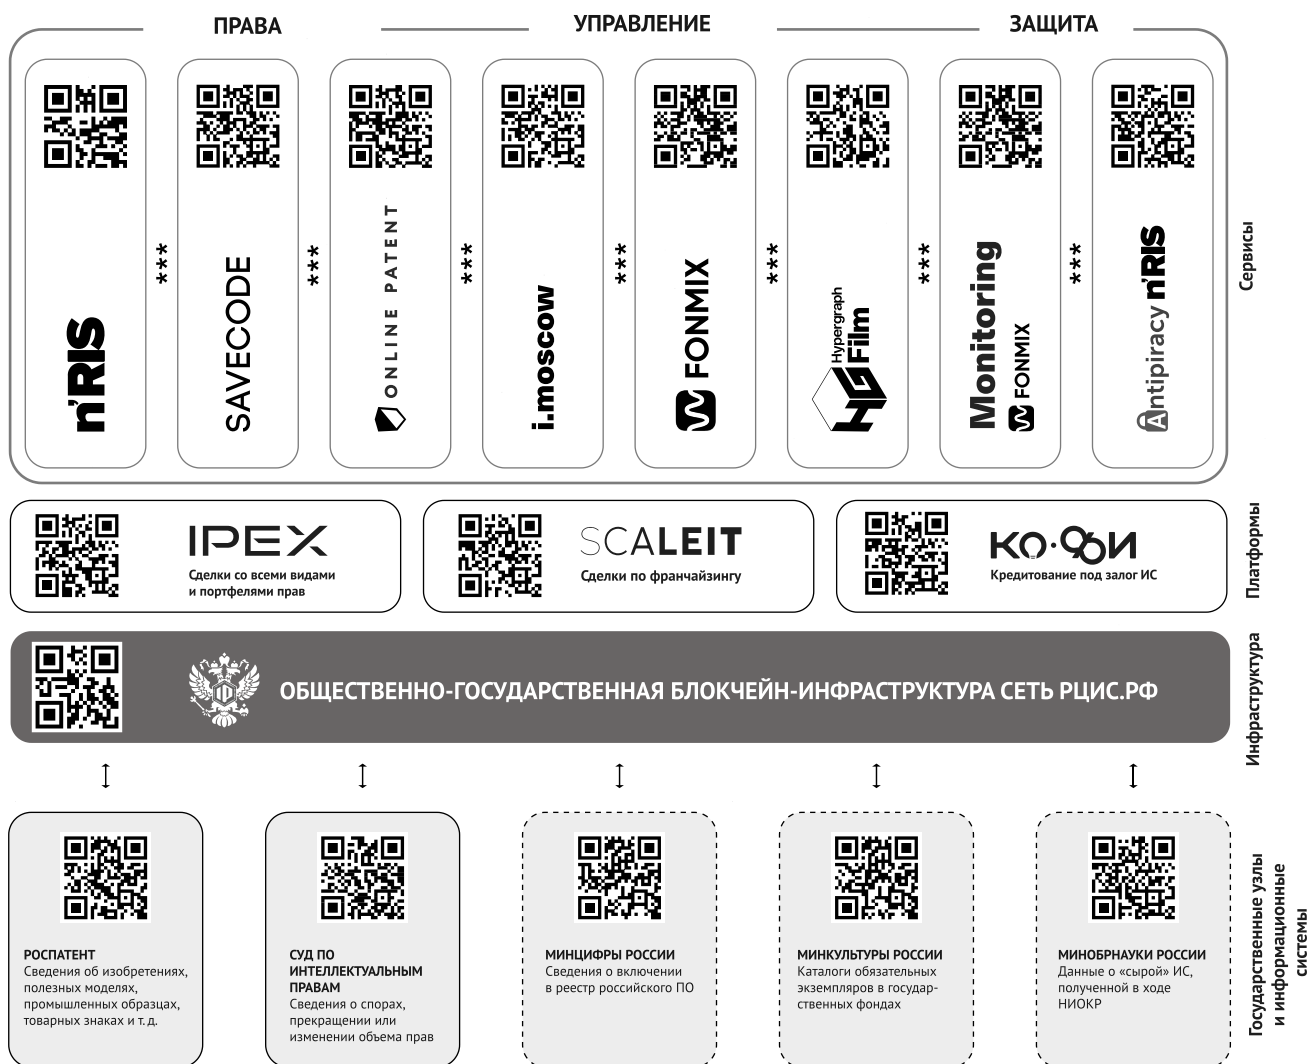 ПРАВА
УПРАВЛЕНИЕ
ЗАЩИТА
n'RIS
***
SAVECODE
***
ONLINE PATENT
***
i.moscow
***
FONMIX
***
HG
Hypergraph
Film
***
Monitoring
FONMIX
***
Antipiracy n'RIS
Сервисы
IPEX
Сделки со всеми видами
и портфелями прав
SCALEIT
Сделки по франчайзингу
КО·ФИ
Кредитование под залог ИС
Платформы
ОБЩЕСТВЕННО-ГОСУДАРСТВЕННАЯ БЛОКЧЕЙН-ИНФРАСТРУКТУРА СЕТЬ РЦИС.РФ
Инфраструктура
РОСПАТЕНТ
Сведения об изобретениях,
полезных моделях,
промышленных образцах,
товарных знаках и т. д.
СУД ПО
ИНТЕЛЛЕКТУАЛЬНЫМ
ПРАВАМ
Сведения о спорах,
прекращении или
изменении объема прав
МИНЦИФРЫ РОССИИ
Сведения о включении
в реестр российского ПО
МИНКУЛЬТУРЫ РОССИИ
Каталоги обязательных
экземпляров в государ-
ственных фондах
МИНОБРНАУКИ РОССИИ
Данные о «сырой» ИС,
полученной в ходе
НИОКР
Государственные узлы
и информационные
системы